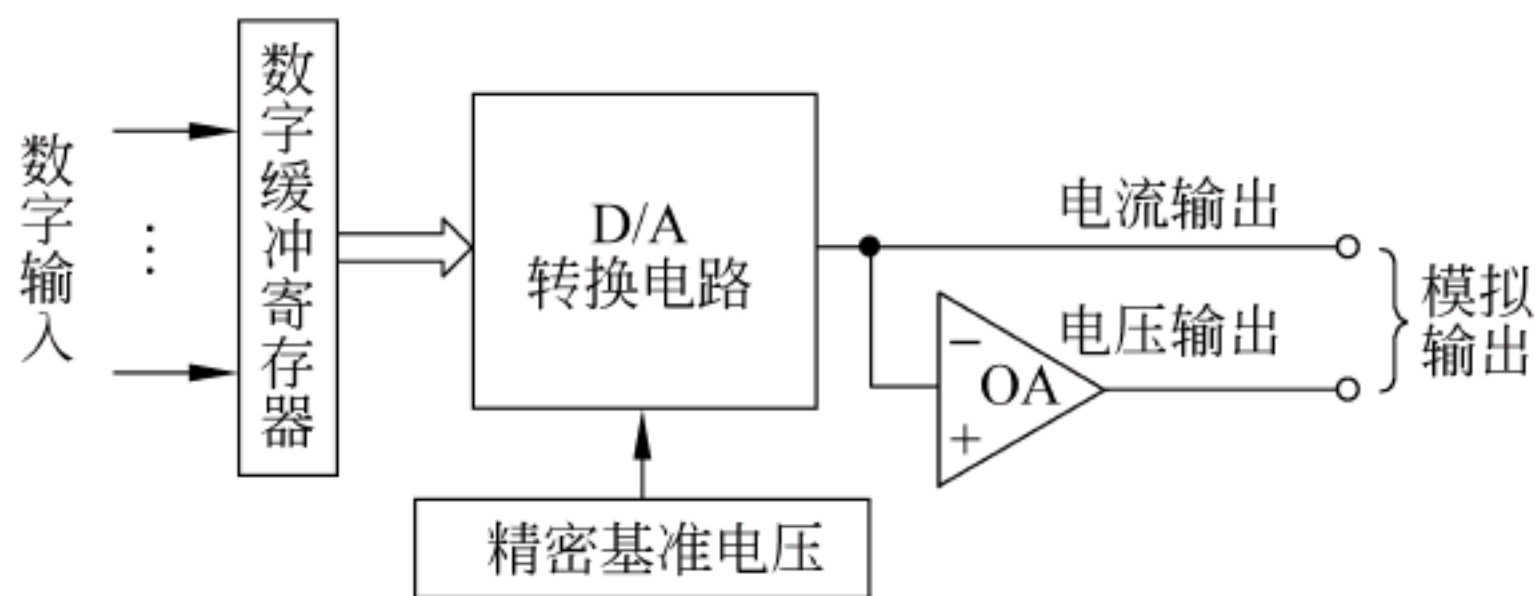 数字输入
⋮
数字缓冲寄存器
D/A
转换电路
精密基准电压
电流输出
电压输出
−
OA
+
模拟
输出